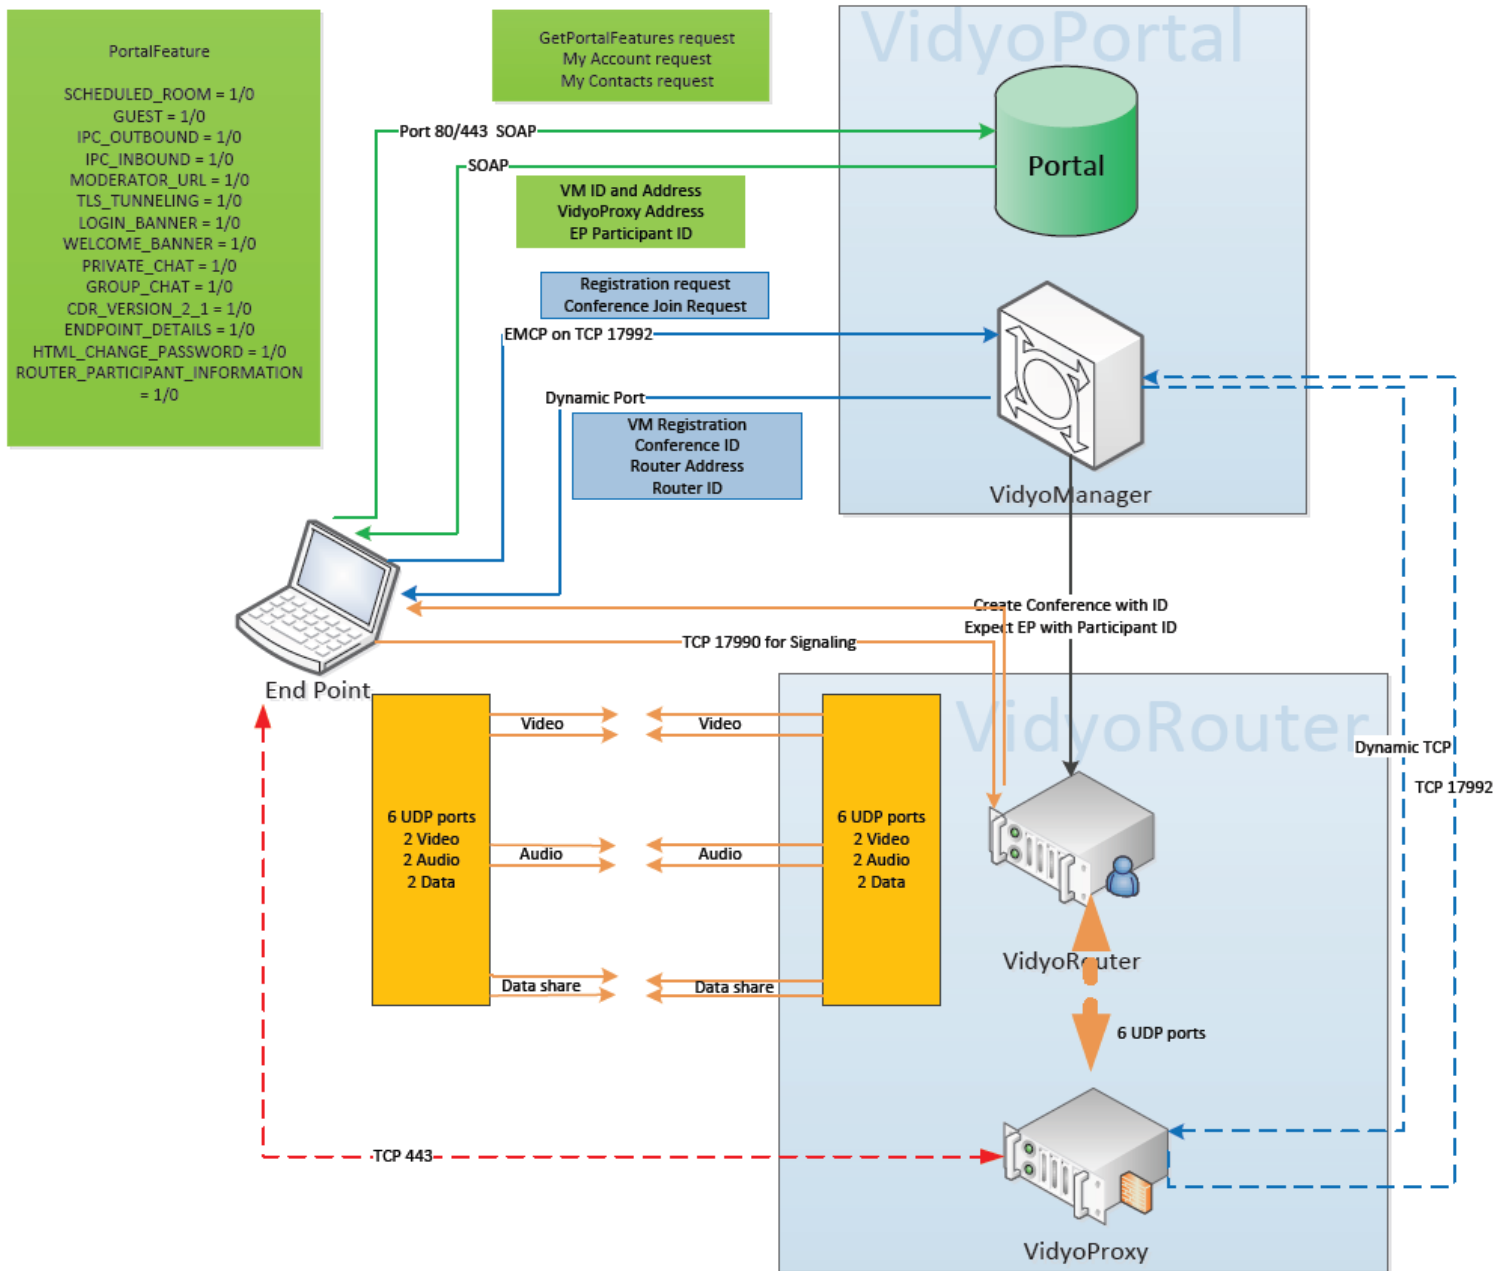 PortalFeature
SCHEDULED_ROOM = 1/0
GUEST = 1/0
IPC_OUTBOUND = 1/0
IPC_INBOUND = 1/0
MODERATOR_URL = 1/0
TLS_TUNNELING = 1/0
LOGIN_BANNER = 1/0
WELCOME_BANNER = 1/0
PRIVATE_CHAT = 1/0
GROUP_CHAT = 1/0
CDR_VERSION_2_1 = 1/0
ENDPOINT_DETAILS = 1/0
HTML_CHANGE_PASSWORD = 1/0
ROUTER_PARTICIPANT_INFORMATION
= 1/0
GetPortalFeatures request
My Account request
My Contacts request
VidyoPortal
Port 80/443  SOAP
SOAP
Portal
VM ID and Address
VidyoProxy Address
EP Participant ID
Registration request
Conference Join Request
EMCP on TCP 17992
Dynamic Port
VM Registration
Conference ID
Router Address
Router ID
VidyoManager
Create Conference with ID
Expect EP with Participant ID
TCP 17990 for Signaling
End Point
VidyoRouter
Video
Video
Dynamic TCP
TCP 17992
6 UDP ports
2 Video
2 Audio
2 Data
6 UDP ports
2 Video
2 Audio
2 Data
Audio
Audio
VidyoRouter
Data share
Data share
6 UDP ports
TCP 443
VidyoProxy